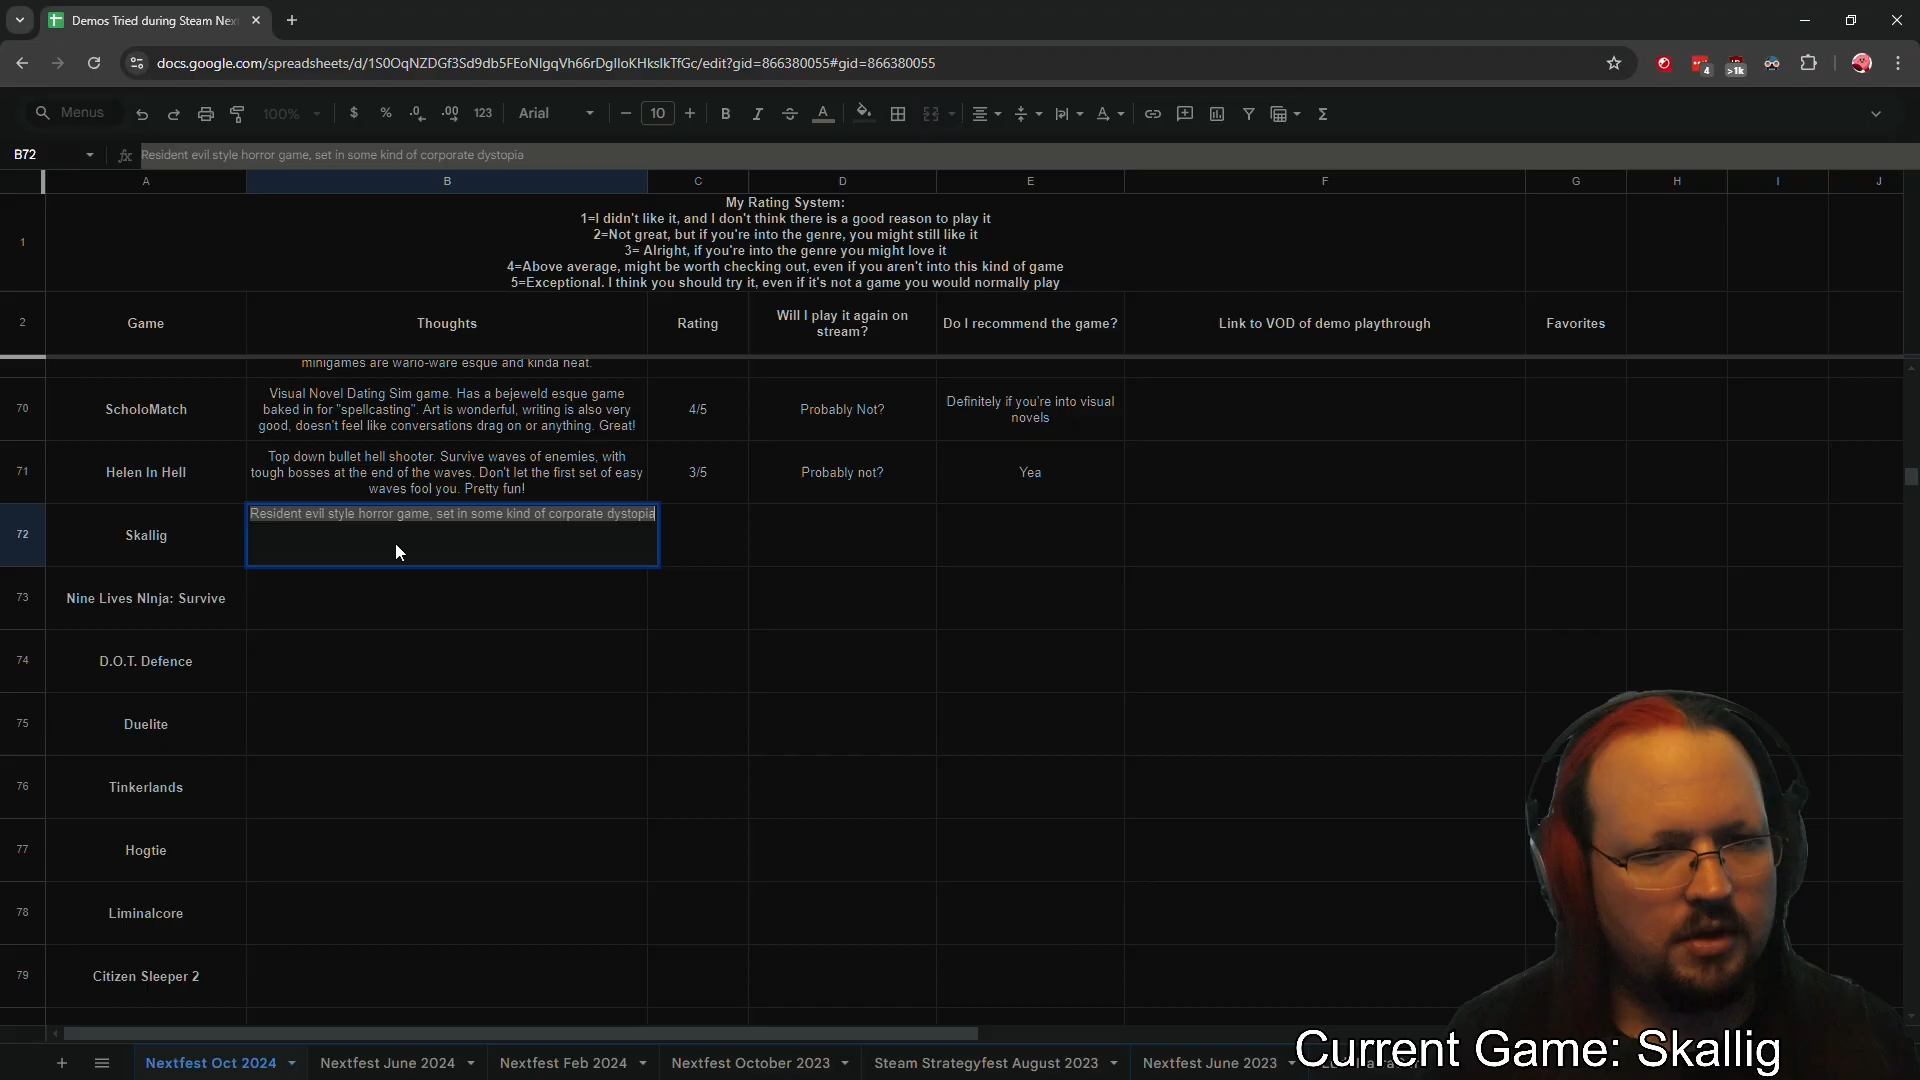 Demos Tried during Steam Nex
docs.google.com/spreadsheets/d/1S0OqNZDGf3Sd9db5FEoNlgqVh66rDglloKHkslkTfGc/edit?gid=866380055#gid=866380055
4
>1k
Menus
100%
$ % .0 .00 123
Arial
10
B72
Resident evil style horror game, set in some kind of corporate dystopia
A B C D E F G H I J
1
My Rating System:
1=I didn't like it, and I don't think there is a good reason to play it
2=Not great, but if you're into the genre, you might still like it
3= Alright, if you're into the genre you might love it
4=Above average, might be worth checking out, even if you aren't into this kind of game
5=Exceptional. I think you should try it, even if it's not a game you would normally play
2
Game
Thoughts
Rating
Will I play it again on
stream?
Do I recommend the game?
Link to VOD of demo playthrough
Favorites
minigames are wario-ware esque and kinda neat.
70
ScholoMatch
Visual Novel Dating Sim game. Has a bejeweld esque game
baked in for "spellcasting". Art is wonderful, writing is also very
good, doesn't feel like conversations drag on or anything. Great!
4/5
Probably Not?
Definitely if you're into visual
novels
71
Helen In Hell
Top down bullet hell shooter. Survive waves of enemies, with
tough bosses at the end of the waves. Don't let the first set of easy
waves fool you. Pretty fun!
3/5
Probably not?
Yea
72
Skallig
Resident evil style horror game, set in some kind of corporate dystopia
73
Nine Lives NInja: Survive
74
D.O.T. Defence
75
Duelite
76
Tinkerlands
77
Hogtie
78
Liminalcore
79
Citizen Sleeper 2
Nextfest Oct 2024
Nextfest June 2024
Nextfest Feb 2024
Nextfest October 2023
Steam Strategyfest August 2023
Nextfest June 2023
Current Game: Skallig